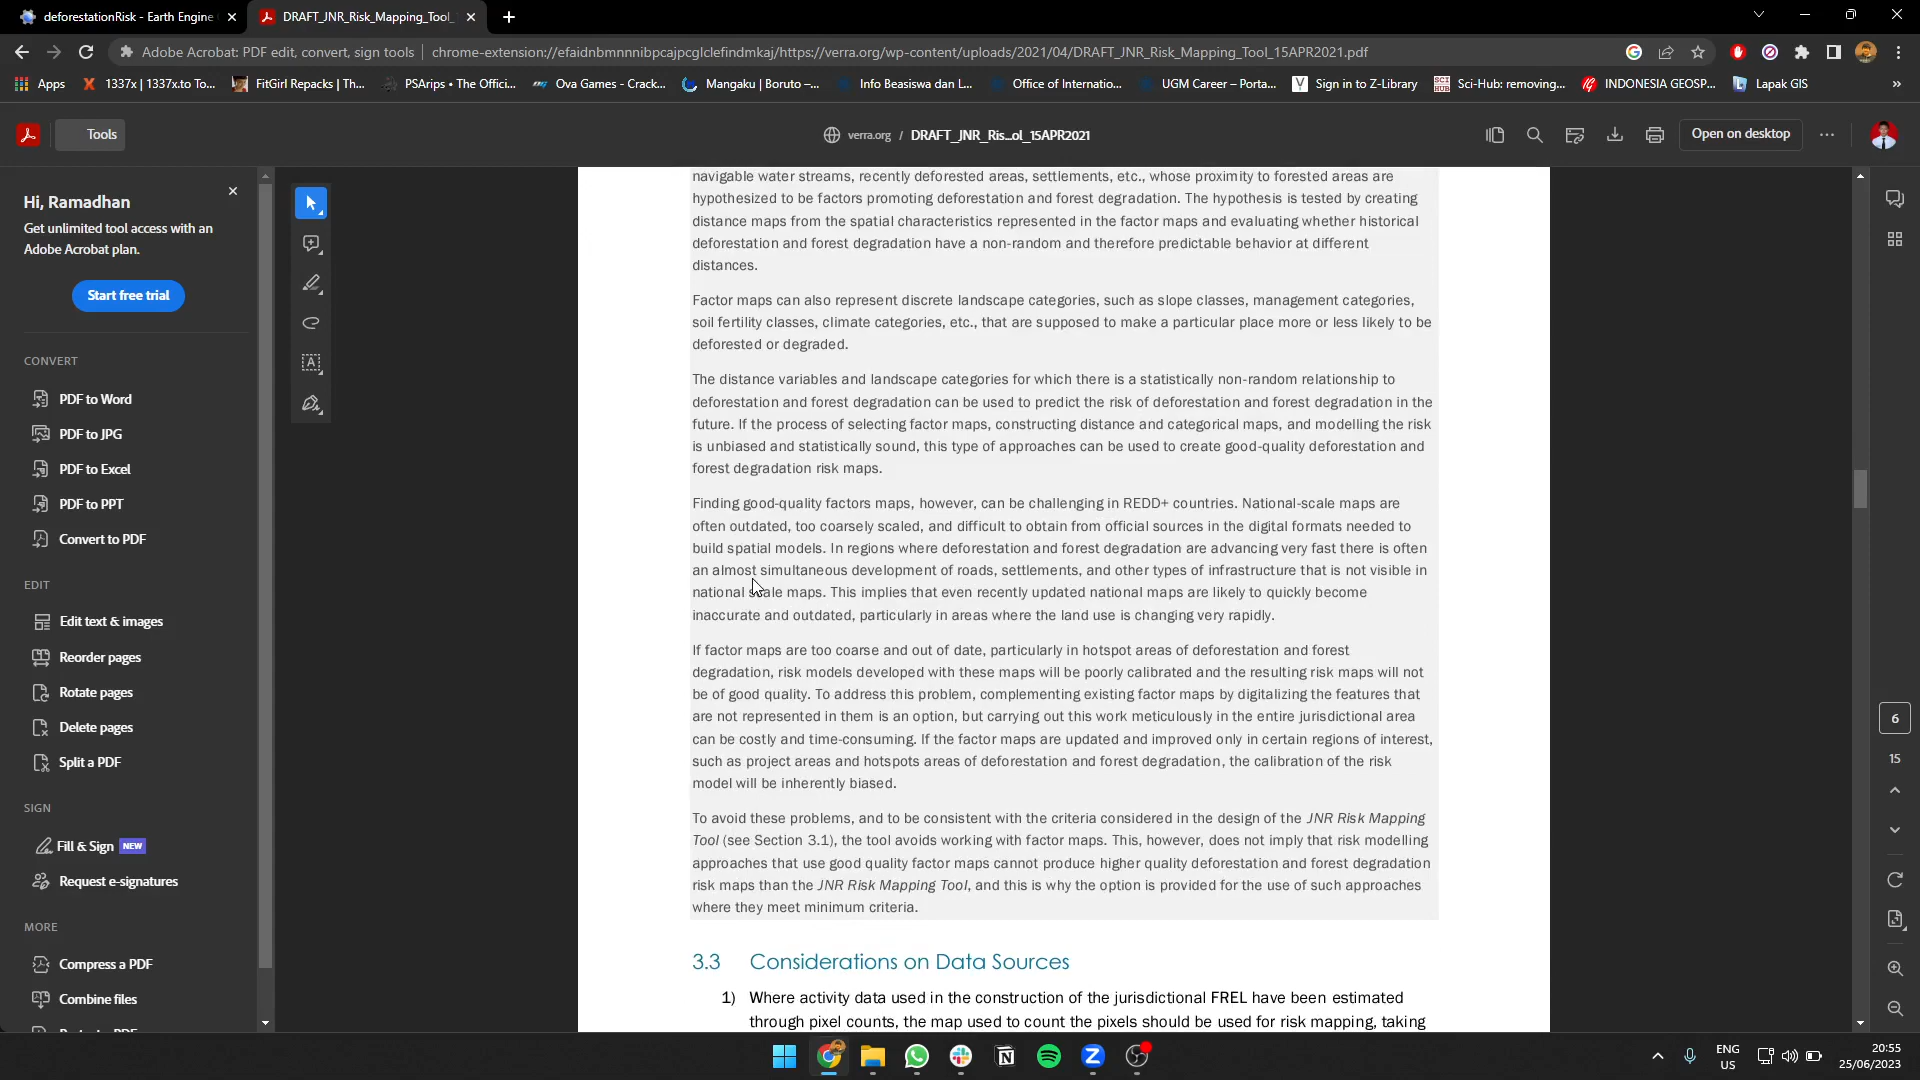 deforestationRisk - Earth Engine
DRAFT_JNR_Risk_Mapping_Tool_
Adobe Acrobat: PDF edit, convert, sign tools
chrome-extension://efaidnbmnnnibpcajpcglclefindmkaj/https://verra.org/wp-content/uploads/2021/04/DRAFT_JNR_Risk_Mapping_Tool_15APR2021.pdf
Apps
1337x | 1337x.to To...
FitGirl Repacks | Th...
PSArips • The Offici...
Ova Games - Crack...
Mangaku | Boruto –...
Info Beasiswa dan L...
Office of Internatio...
UGM Career – Porta...
Sign in to Z-Library
Sci-Hub: removing...
INDONESIA GEOSP...
Lapak GIS
»
Tools
verra.org / DRAFT_JNR_Ris...ol_15APR2021
Open on desktop
Hi, Ramadhan
Get unlimited tool access with an
Adobe Acrobat plan.
Start free trial
CONVERT
PDF to Word
PDF to JPG
PDF to Excel
PDF to PPT
Convert to PDF
EDIT
Edit text & images
Reorder pages
Rotate pages
Delete pages
Split a PDF
SIGN
Fill & Sign NEW
Request e-signatures
MORE
Compress a PDF
Combine files
navigable water streams, recently deforested areas, settlements, etc., whose proximity to forested areas are
hypothesized to be factors promoting deforestation and forest degradation. The hypothesis is tested by creating
distance maps from the spatial characteristics represented in the factor maps and evaluating whether historical
deforestation and forest degradation have a non-random and therefore predictable behavior at different
distances.
Factor maps can also represent discrete landscape categories, such as slope classes, management categories,
soil fertility classes, climate categories, etc., that are supposed to make a particular place more or less likely to be
deforested or degraded.
The distance variables and landscape categories for which there is a statistically non-random relationship to
deforestation and forest degradation can be used to predict the risk of deforestation and forest degradation in the
future. If the process of selecting factor maps, constructing distance and categorical maps, and modelling the risk
is unbiased and statistically sound, this type of approaches can be used to create good-quality deforestation and
forest degradation risk maps.
Finding good-quality factors maps, however, can be challenging in REDD+ countries. National-scale maps are
often outdated, too coarsely scaled, and difficult to obtain from official sources in the digital formats needed to
build spatial models. In regions where deforestation and forest degradation are advancing very fast there is often
an almost simultaneous development of roads, settlements, and other types of infrastructure that is not visible in
national scale maps. This implies that even recently updated national maps are likely to quickly become
inaccurate and outdated, particularly in areas where the land use is changing very rapidly.
If factor maps are too coarse and out of date, particularly in hotspot areas of deforestation and forest
degradation, risk models developed with these maps will be poorly calibrated and the resulting risk maps will not
be of good quality. To address this problem, complementing existing factor maps by digitalizing the features that
are not represented in them is an option, but carrying out this work meticulously in the entire jurisdictional area
can be costly and time-consuming. If the factor maps are updated and improved only in certain regions of interest,
such as project areas and hotspots areas of deforestation and forest degradation, the calibration of the risk
model will be inherently biased.
To avoid these problems, and to be consistent with the criteria considered in the design of the JNR Risk Mapping
Tool (see Section 3.1), the tool avoids working with factor maps. This, however, does not imply that risk modelling
approaches that use good quality factor maps cannot produce higher quality deforestation and forest degradation
risk maps than the JNR Risk Mapping Tool, and this is why the option is provided for the use of such approaches
where they meet minimum criteria.
3.3 Considerations on Data Sources
1) Where activity data used in the construction of the jurisdictional FREL have been estimated
through pixel counts, the map used to count the pixels should be used for risk mapping, taking
6
15
ENG
US
20:55
25/06/2023